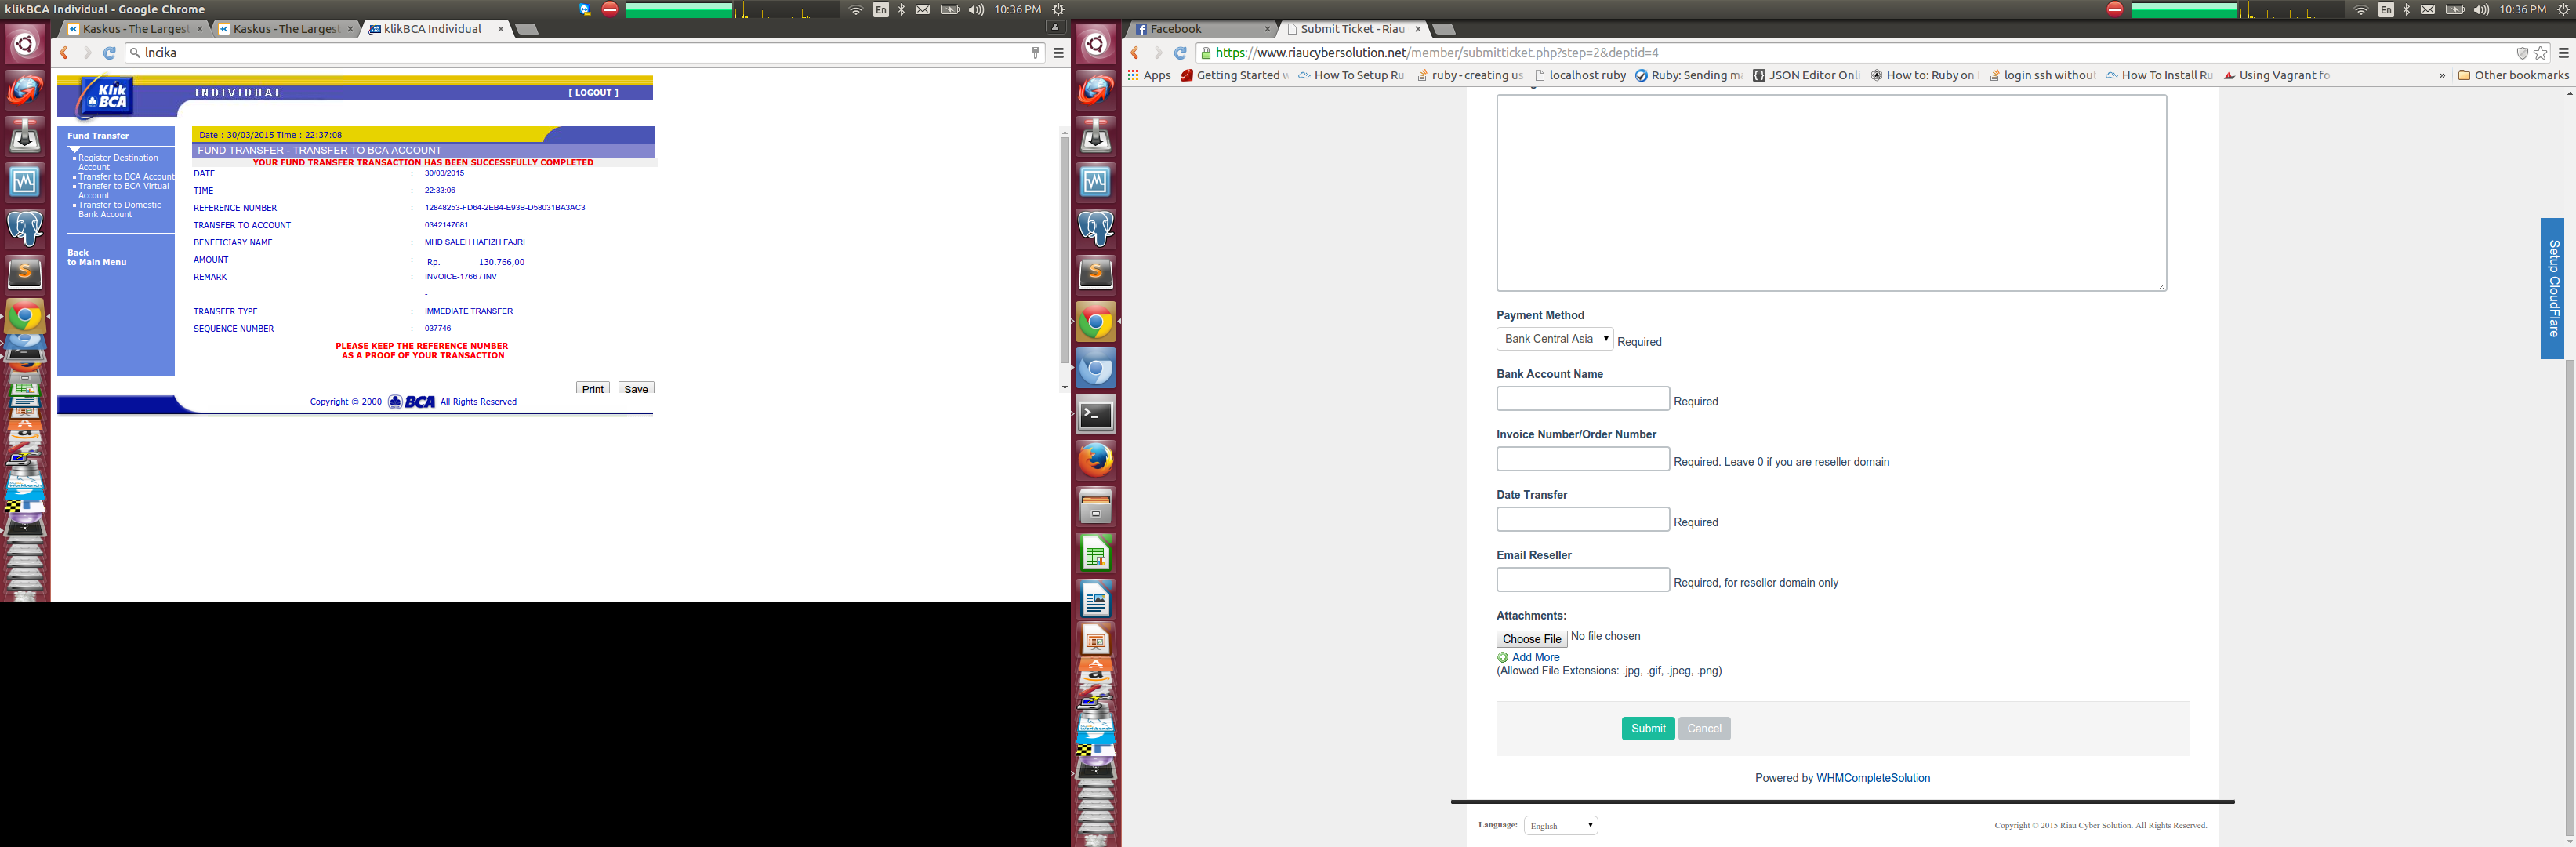 klikBCA Individual - Google Chrome
En
10:36 PM
Kaskus - The Largest
Kaskus - The Largest
klikBCA Individual
lncika
Klik
BCA
INDIVIDUAL
[ LOGOUT ]
Fund Transfer
Register Destination
Account
Transfer to BCA Account
Transfer to BCA Virtual
Account
Transfer to Domestic
Bank Account
Back
to Main Menu
Date : 30/03/2015 Time : 22:37:08
FUND TRANSFER - TRANSFER TO BCA ACCOUNT
YOUR FUND TRANSFER TRANSACTION HAS BEEN SUCCESSFULLY COMPLETED
DATE : 30/03/2015
TIME : 22:33:06
REFERENCE NUMBER : 12848253-FD64-2EB4-E93B-D58031BA3AC3
TRANSFER TO ACCOUNT : 0342147681
BENEFICIARY NAME : MHD SALEH HAFIZH FAJRI
AMOUNT : Rp. 130.766,00
REMARK : INVOICE-1766 / INV
: -
TRANSFER TYPE : IMMEDIATE TRANSFER
SEQUENCE NUMBER : 037746
PLEASE KEEP THE REFERENCE NUMBER
AS A PROOF OF YOUR TRANSACTION
Print Save
Copyright © 2000 BCA All Rights Reserved
En
10:36 PM
Facebook
Submit Ticket - Riau
https://www.riaucybersolution.net/member/submitticket.php?step=2&deptid=4
Apps
Getting Started w
How To Setup Ru
ruby - creating us
localhost ruby
Ruby: Sending ma
JSON Editor Onli
How to: Ruby on
login ssh without
How To Install Ru
Using Vagrant fo
»
Other bookmarks
Setup CloudFlare
Payment Method
Bank Central Asia Required
Bank Account Name
Required
Invoice Number/Order Number
Required. Leave 0 if you are reseller domain
Date Transfer
Required
Email Reseller
Required, for reseller domain only
Attachments:
Choose File No file chosen
Add More
(Allowed File Extensions: .jpg, .gif, .jpeg, .png)
Submit Cancel
Powered by WHMCompleteSolution
Language: English
Copyright © 2015 Riau Cyber Solution. All Rights Reserved.